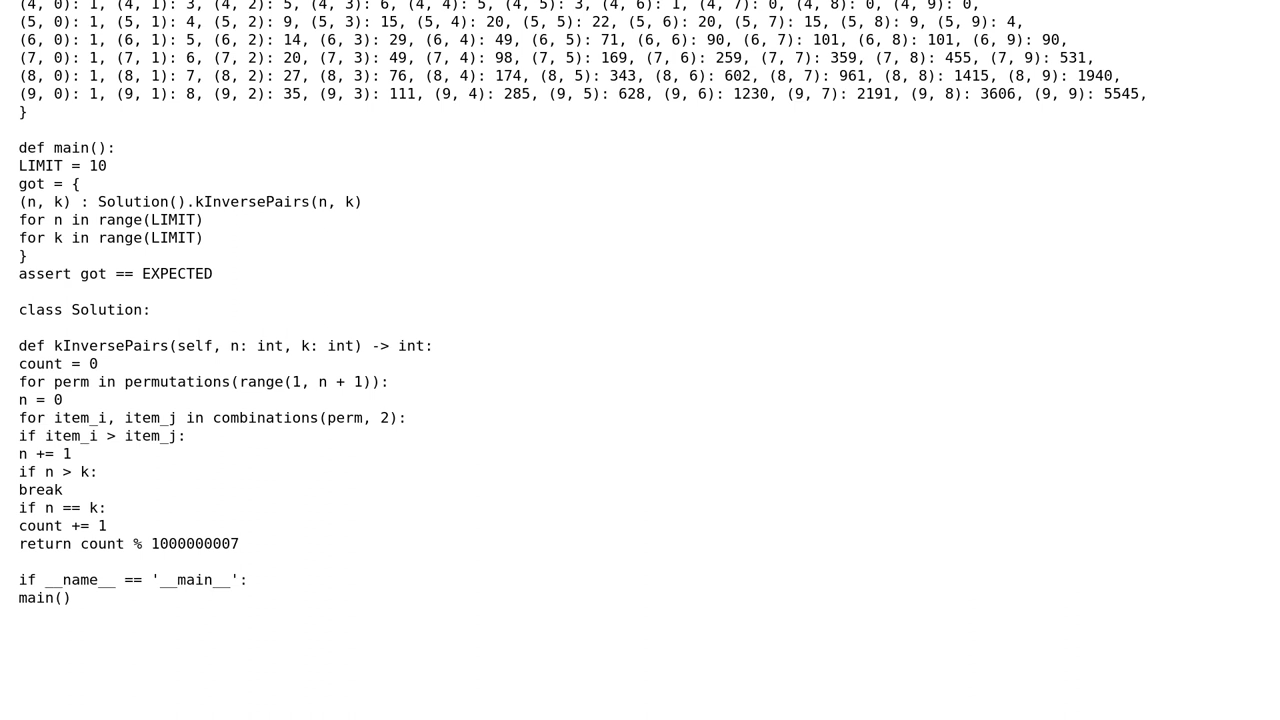 (4, 0): 1, (4, 1): 3, (4, 2): 5, (4, 3): 6, (4, 4): 5, (4, 5): 3, (4, 6): 1, (4, 7): 0, (4, 8): 0, (4, 9): 0,
(5, 0): 1, (5, 1): 4, (5, 2): 9, (5, 3): 15, (5, 4): 20, (5, 5): 22, (5, 6): 20, (5, 7): 15, (5, 8): 9, (5, 9): 4,
(6, 0): 1, (6, 1): 5, (6, 2): 14, (6, 3): 29, (6, 4): 49, (6, 5): 71, (6, 6): 90, (6, 7): 101, (6, 8): 101, (6, 9): 90,
(7, 0): 1, (7, 1): 6, (7, 2): 20, (7, 3): 49, (7, 4): 98, (7, 5): 169, (7, 6): 259, (7, 7): 359, (7, 8): 455, (7, 9): 531,
(8, 0): 1, (8, 1): 7, (8, 2): 27, (8, 3): 76, (8, 4): 174, (8, 5): 343, (8, 6): 602, (8, 7): 961, (8, 8): 1415, (8, 9): 1940,
(9, 0): 1, (9, 1): 8, (9, 2): 35, (9, 3): 111, (9, 4): 285, (9, 5): 628, (9, 6): 1230, (9, 7): 2191, (9, 8): 3606, (9, 9): 5545,
}
def main():
LIMIT = 10
got = {
(n, k) : Solution().kInversePairs(n, k)
for n in range(LIMIT)
for k in range(LIMIT)
}
assert got == EXPECTED
class Solution:
def kInversePairs(self, n: int, k: int) -> int:
count = 0
for perm in permutations(range(1, n + 1)):
n = 0
for item_i, item_j in combinations(perm, 2):
if item_i > item_j:
n += 1
if n > k:
break
if n == k:
count += 1
return count % 1000000007
if __name__ == '__main__':
main()